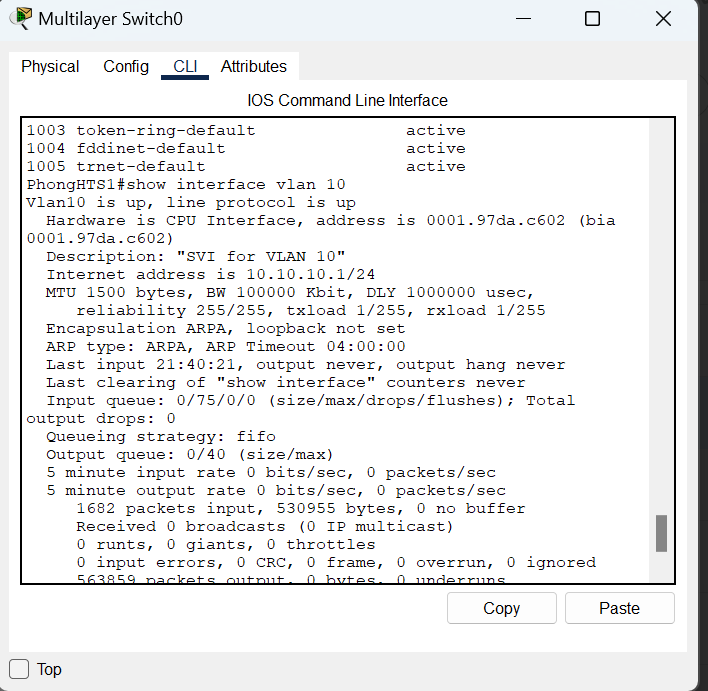 Multilayer Switch0
Physical Config CLI Attributes
IOS Command Line Interface
1003 token-ring-default active
1004 fddinet-default active
1005 trnet-default active
PhongHTS1#show interface vlan 10
Vlan10 is up, line protocol is up
Hardware is CPU Interface, address is 0001.97da.c602 (bia
0001.97da.c602)
Description: "SVI for VLAN 10"
Internet address is 10.10.10.1/24
MTU 1500 bytes, BW 100000 Kbit, DLY 1000000 usec,
reliability 255/255, txload 1/255, rxload 1/255
Encapsulation ARPA, loopback not set
ARP type: ARPA, ARP Timeout 04:00:00
Last input 21:40:21, output never, output hang never
Last clearing of "show interface" counters never
Input queue: 0/75/0/0 (size/max/drops/flushes); Total
output drops: 0
Queueing strategy: fifo
Output queue: 0/40 (size/max)
5 minute input rate 0 bits/sec, 0 packets/sec
5 minute output rate 0 bits/sec, 0 packets/sec
1682 packets input, 530955 bytes, 0 no buffer
Received 0 broadcasts (0 IP multicast)
0 runts, 0 giants, 0 throttles
0 input errors, 0 CRC, 0 frame, 0 overrun, 0 ignored
563859 packets output, 0 bytes, 0 underruns
Copy Paste
Top